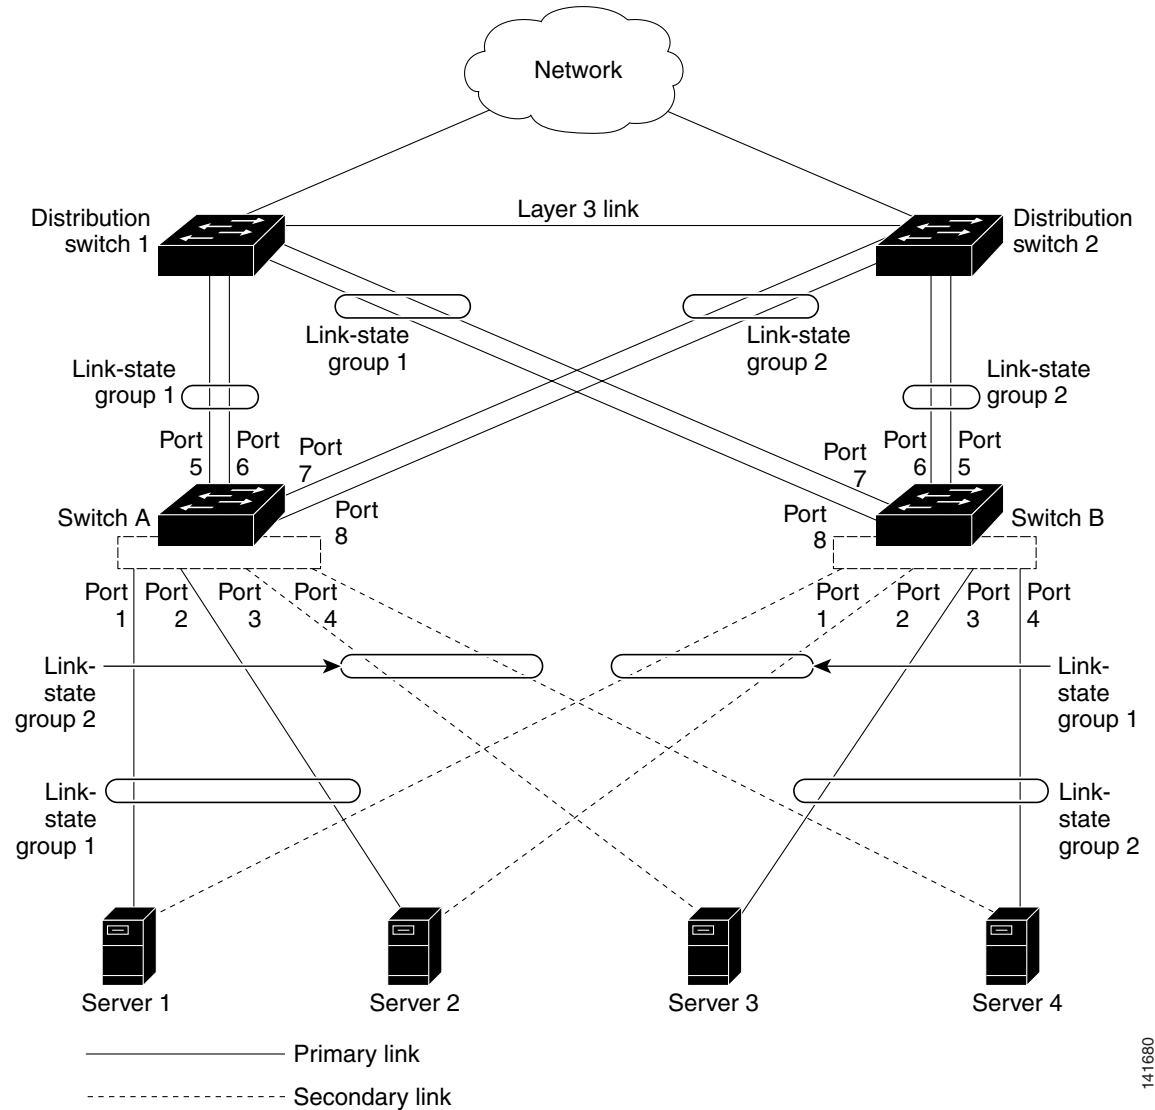 Network
Layer 3 link
Distribution
switch 1
Distribution
switch 2
Link-state
group 1
Link-state
group 2
Link-state
group 1
Link-state
group 2
Port
5
Port
6
Port
7
Port
8
Port
7
Port
6
Port
5
Port
8
Switch A
Switch B
Port
1
Port
2
Port
3
Port
4
Port
1
Port
2
Port
3
Port
4
Link-
state
group 2
Link-
state
group 1
Link-
state
group 1
Link-
state
group 2
Server 1
Server 2
Server 3
Server 4
Primary link
Secondary link
141680